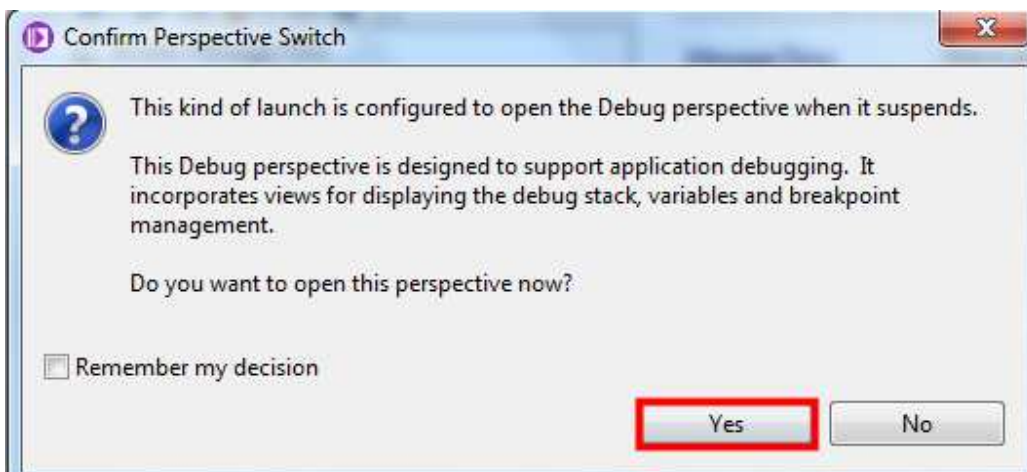 Confirm Perspective Switch
This kind of launch is configured to open the Debug perspective when it suspends.
This Debug perspective is designed to support application debugging. It
incorporates views for displaying the debug stack, variables and breakpoint
management.
Do you want to open this perspective now?
Remember my decision
Yes No